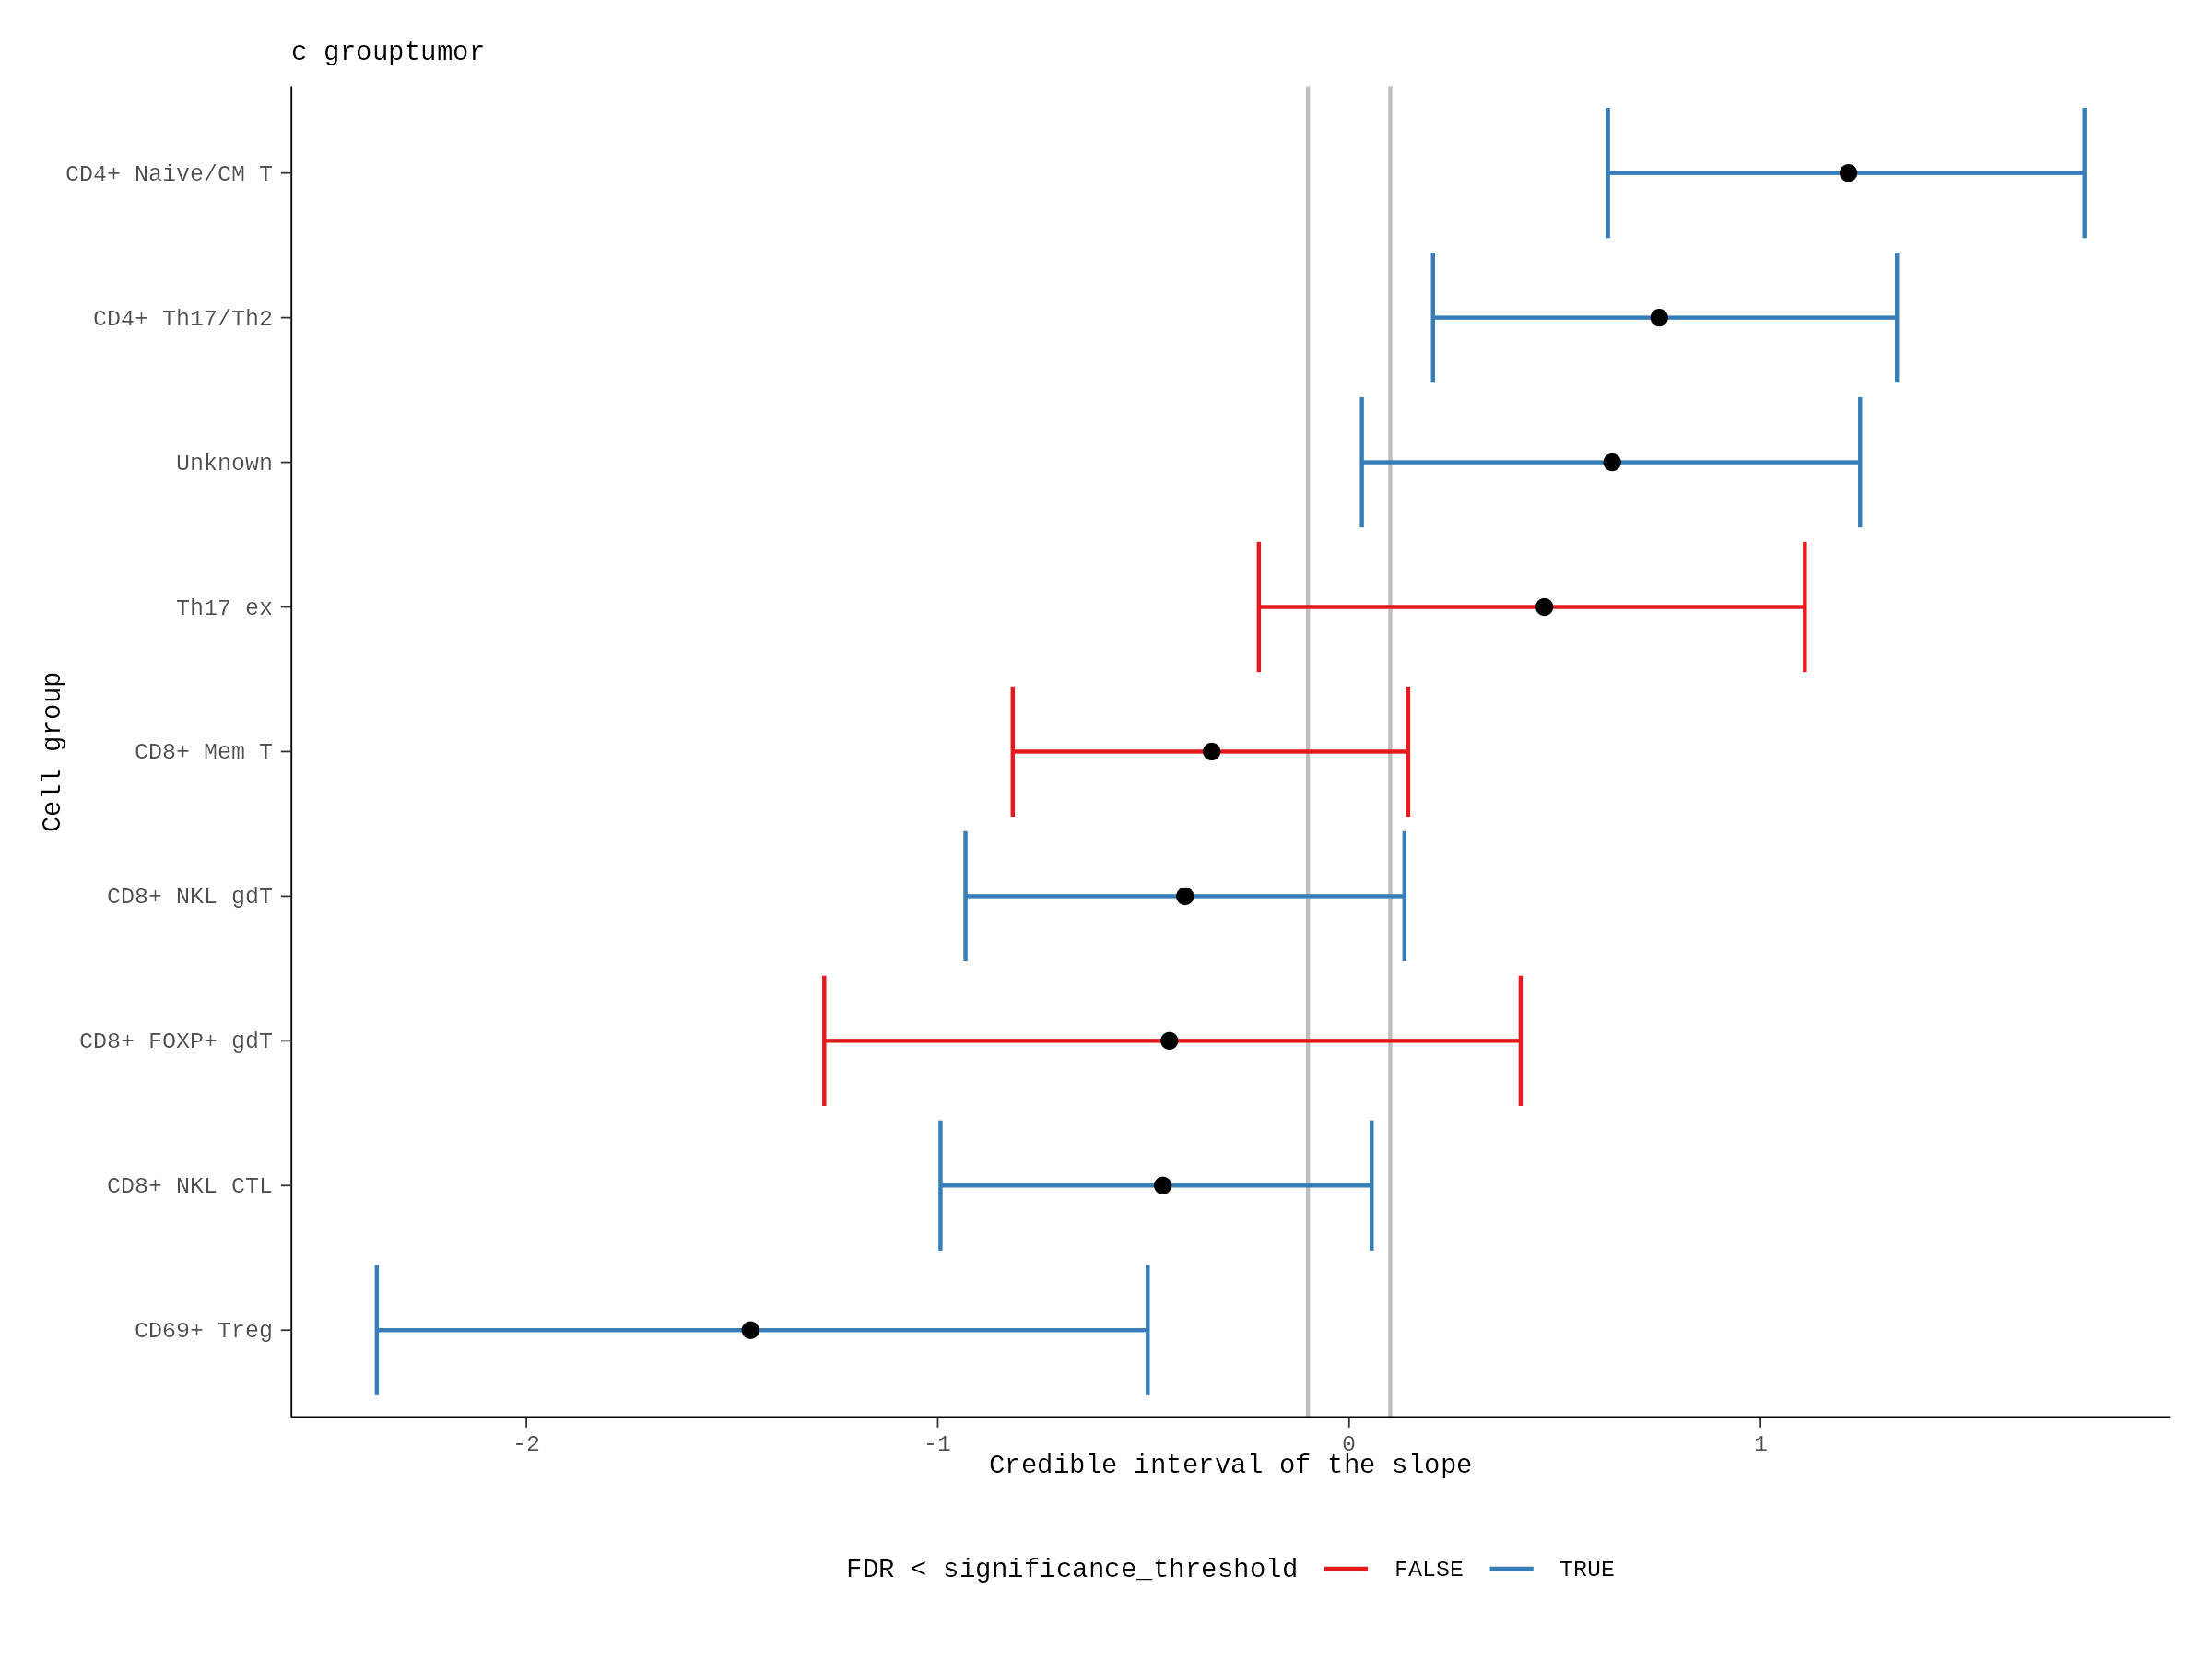 c grouptumor
CD4+ Naive/CM T
CD4+ Th17/Th2
Unknown
Th17 ex
CD8+ Mem T
CD8+ NKL gdT
CD8+ FOXP+ gdT
CD8+ NKL CTL
CD69+ Treg
Cell group
-2 -1 0 1
Credible interval of the slope
FDR < significance_threshold FALSE TRUE